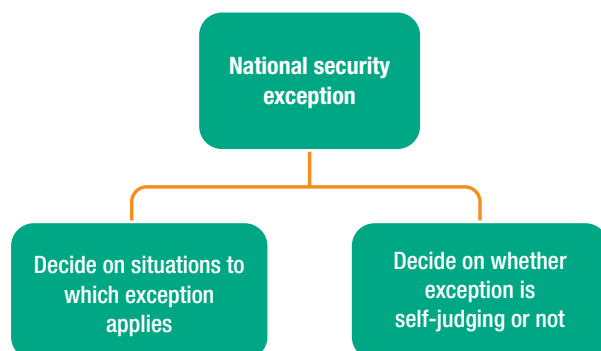 National security
exception
Decide on situations to
which exception
applies
Decide on whether
exception is
self-judging or not